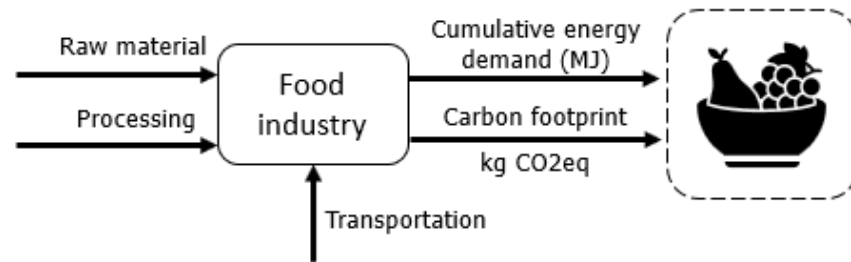 Raw material
Processing
Food
industry
Transportation
Cumulative energy
demand (MJ)
Carbon footprint
kg CO2eq